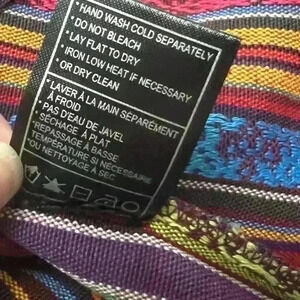 * HAND WASH COLD SEPARATELY
* DO NOT BLEACH
* LAY FLAT TO DRY
* IRON LOW HEAT IF NECESSARY
* OR DRY CLEAN
* LAVER À LA MAIN SEPARÉMENT
À FROID
* PAS D'EAU DE JAVEL
* SÉCHAGE À PLAT
*REPASSAGE À BASSE
TEMPÉRATURE SI NECESSAIRE
*OU NETTOYAGE À SEC